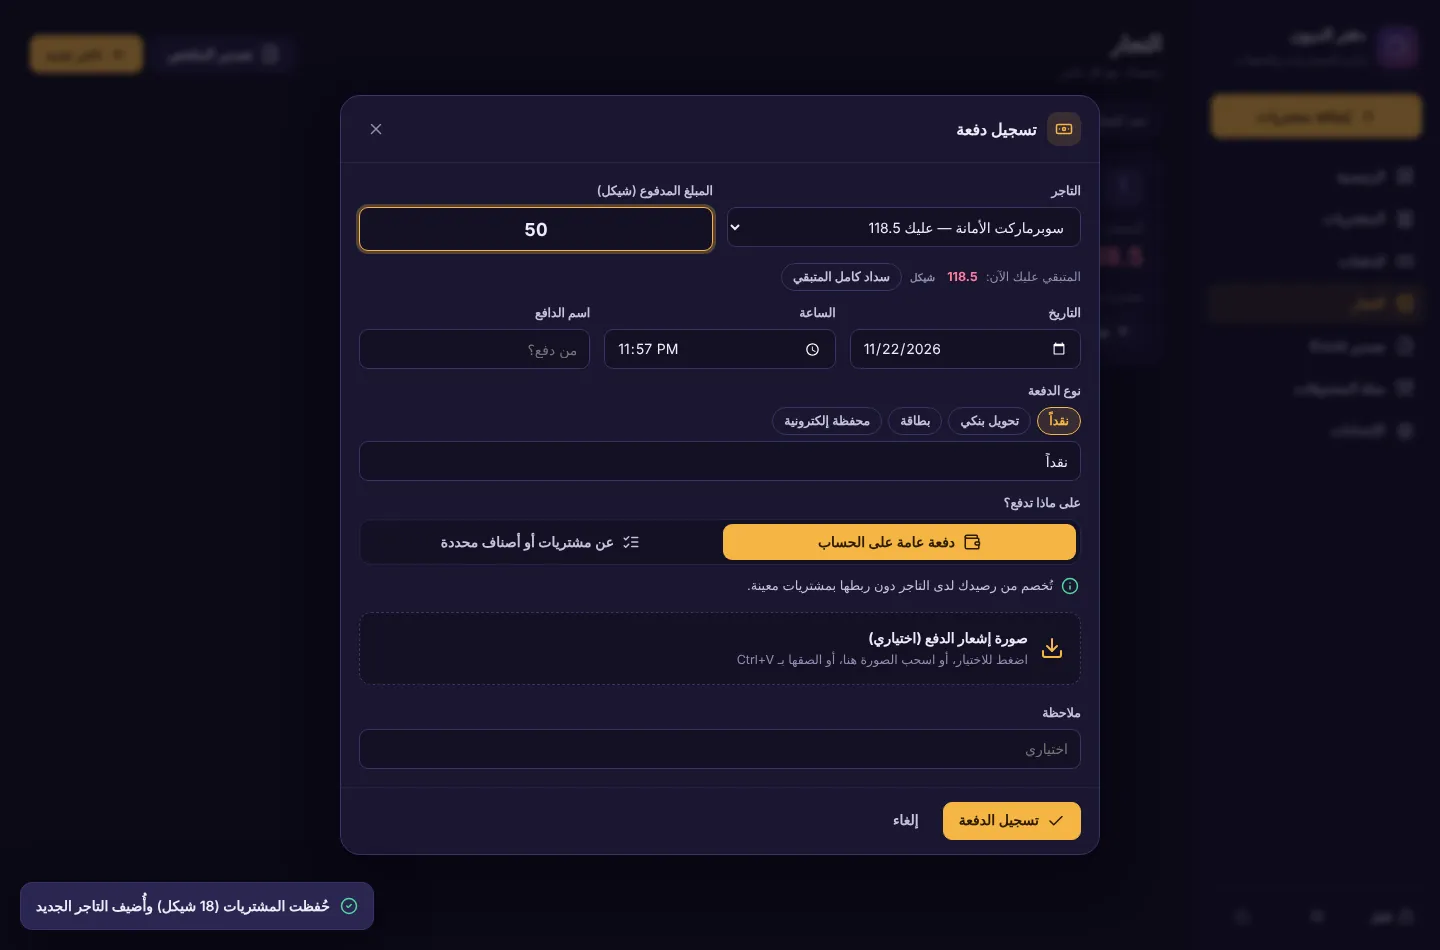 تسجيل دفعة
التاجر
المبلغ المدفوع (شيكل)
سوبرماركت الأمانة — عليك 118.5
50
المتبقي عليك الآن: 118.5 شيكل
سداد كامل المتبقي
التاريخ
الساعة
اسم الدافع
11/22/2026
11:57 PM
من دفع؟
نوع الدفعة
نقداً
تحويل بنكي
بطاقة
محفظة إلكترونية
نقداً
على ماذا تدفع؟
دفعة عامة على الحساب
عن مشتريات أو أصناف محددة
تُخصم من رصيدك لدى التاجر دون ربطها بمشتريات معينة.
صورة إشعار الدفع (اختياري)
اضغط للاختيار، أو اسحب الصورة هنا، أو الصقها بـ Ctrl+V
ملاحظة
اختياري
تسجيل الدفعة
إلغاء
حُفظت المشتريات (18 شيكل) وأُضيف التاجر الجديد